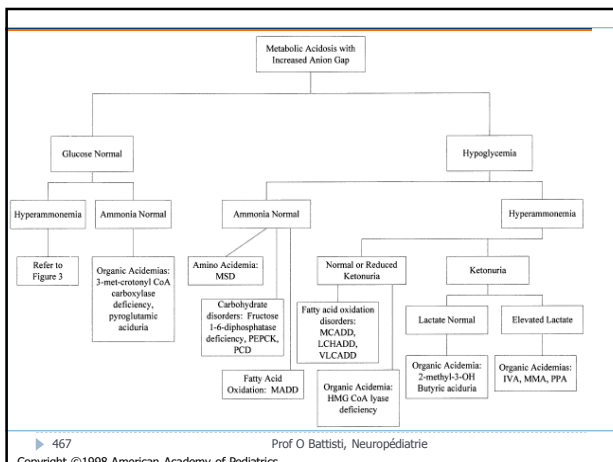 Metabolic Acidosis with
Increased Anion Gap
Glucose Normal
Hypoglycemia
Hyperammonemia
Ammonia Normal
Ammonia Normal
Hyperammonemia
Refer to
Figure 3
Organic Acidemias:
3-met-crotonyl CoA
carboxylase
deficiency,
pyroglutamic
aciduria
Amino Acidemia:
MSD
Carbohydrate
disorders: Fructose
1-6-diphosphatase
deficiency, PEPCK,
PCD
Fatty Acid
Oxidation: MADD
Normal or Reduced
Ketonuria
Ketonuria
Fatty acid oxidation
disorders:
MCADD,
LCHADD,
VLCADD
Organic Acidemia:
HMG CoA lyase
deficiency
Lactate Normal
Elevated Lactate
Organic Acidemia:
2-methyl-3-OH
Butyric aciduria
Organic Acidemias:
IVA, MMA, PPA
467
Prof O Battisti, Neuropédiatrie
Copyright ©1998 American Academy of Pediatrics